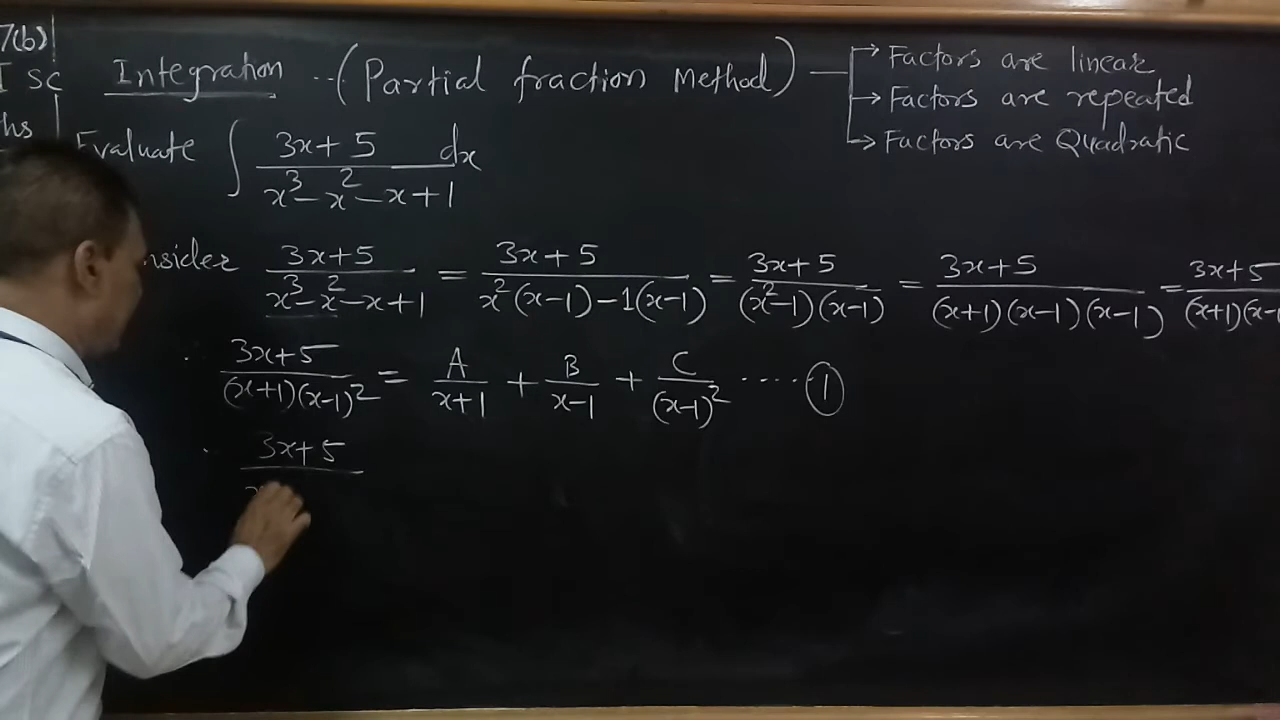 7(b)
I SC
ths
Integration ...(Partial fraction Method) —
→ Factors are linear
→ Factors are repeated
→ Factors are Quadratic
Evaluate ∫ (3x+5)/(x³-x²-x+1) dx
nsider (3x+5)/(x³-x²-x+1) = (3x+5)/(x²(x-1)-1(x-1)) = (3x+5)/((x²-1)(x-1)) = (3x+5)/((x+1)(x-1)(x-1)) = (3x+5)/((x+1)(x-1
∴ (3x+5)/((x+1)(x-1)²) = A/(x+1) + B/(x-1) + C/(x-1)² .... ①
3x+5